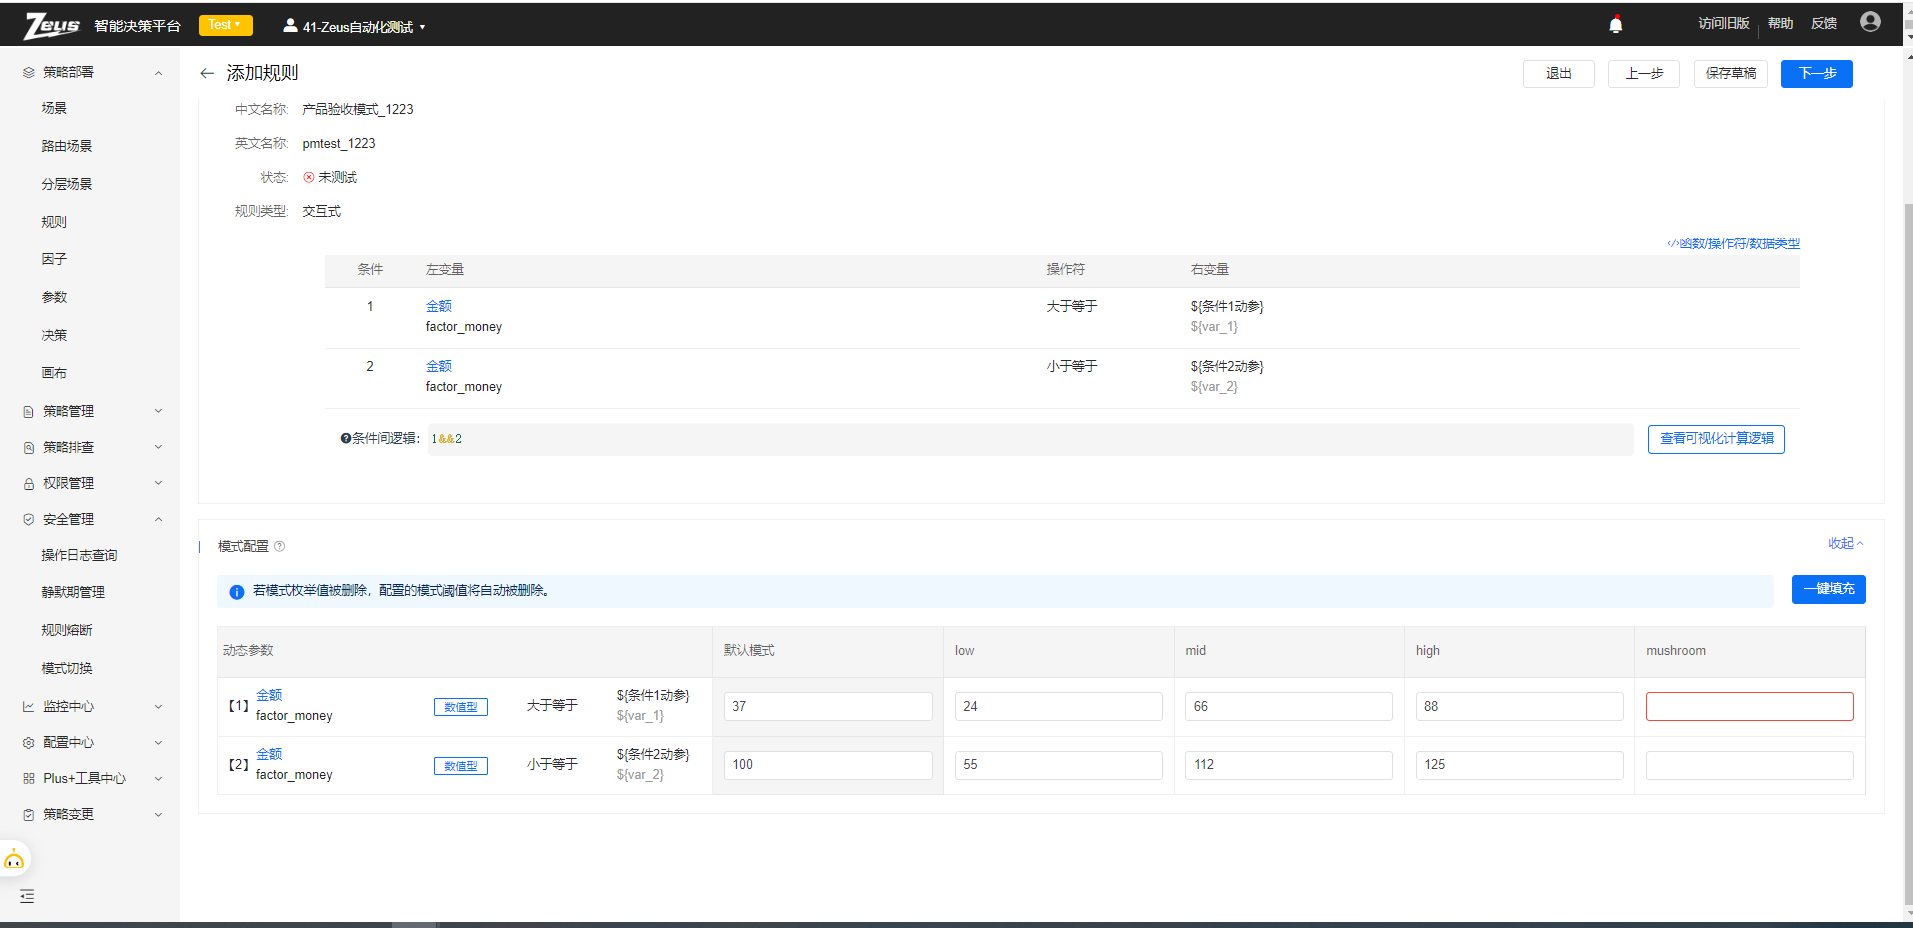 Zeus 智能决策平台 Test 41-Zeus自动化测试 访问旧版 帮助 反馈
策略部署
场景
路由场景
分层场景
规则
因子
参数
决策
画布
策略管理
策略排查
权限管理
安全管理
操作日志查询
静默期管理
规则熔断
模式切换
监控中心
配置中心
Plus+工具中心
策略变更
添加规则 退出 上一步 保存草稿 下一步
中文名称: 产品验收模式_1223
英文名称: pmtest_1223
状态: 未测试
规则类型: 交互式
</>函数/操作符/数据类型
条件 左变量 操作符 右变量
1 金额 大于等于 ${条件1动参}
factor_money ${var_1}
2 金额 小于等于 ${条件2动参}
factor_money ${var_2}
条件间逻辑: 1&&2 查看可视化计算逻辑
模式配置 收起
若模式枚举值被删除，配置的模式阈值将自动被删除。 一键填充
动态参数 默认模式 low mid high mushroom
【1】 金额 数值型 大于等于 ${条件1动参} 37 24 66 88
factor_money ${var_1}
【2】 金额 数值型 小于等于 ${条件2动参} 100 55 112 125
factor_money ${var_2}